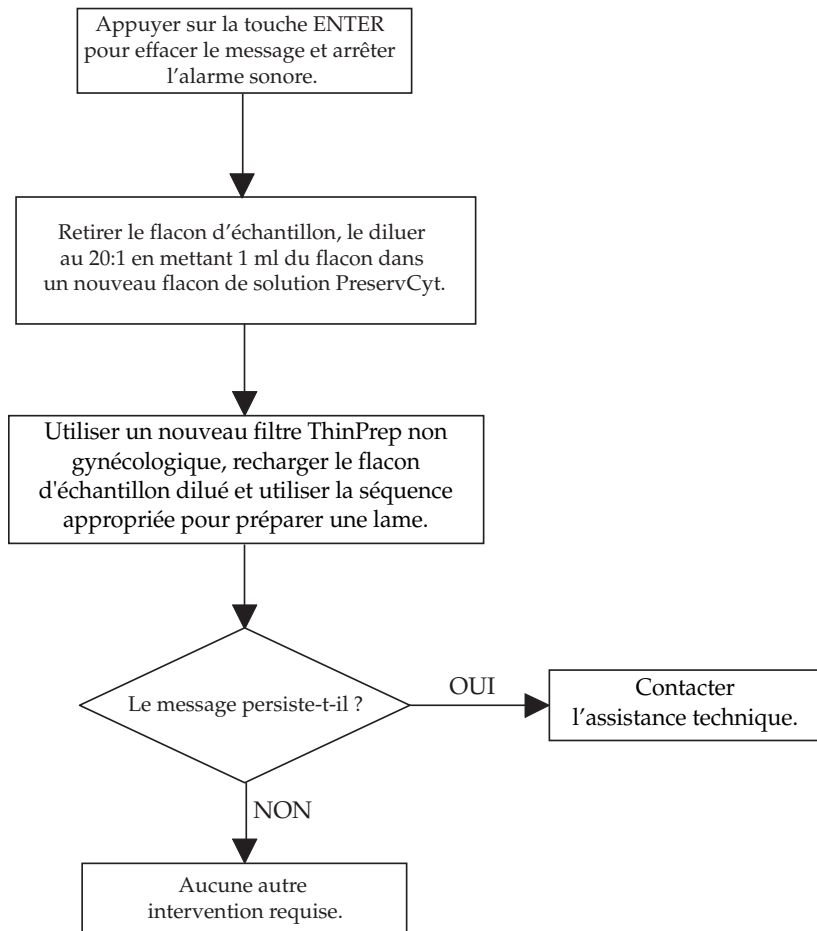 Appuyer sur la touche ENTER
pour effacer le message et arrêter
l’alarme sonore.
Retirer le flacon d’échantillon, le diluer
au 20:1 en mettant 1 ml du flacon dans
un nouveau flacon de solution PreservCyt.
Utiliser un nouveau filtre ThinPrep non
gynécologique, recharger le flacon
d'échantillon dilué et utiliser la séquence
appropriée pour préparer une lame.
Le message persiste-t-il ?
OUI
Contacter
l’assistance technique.
NON
Aucune autre
intervention requise.